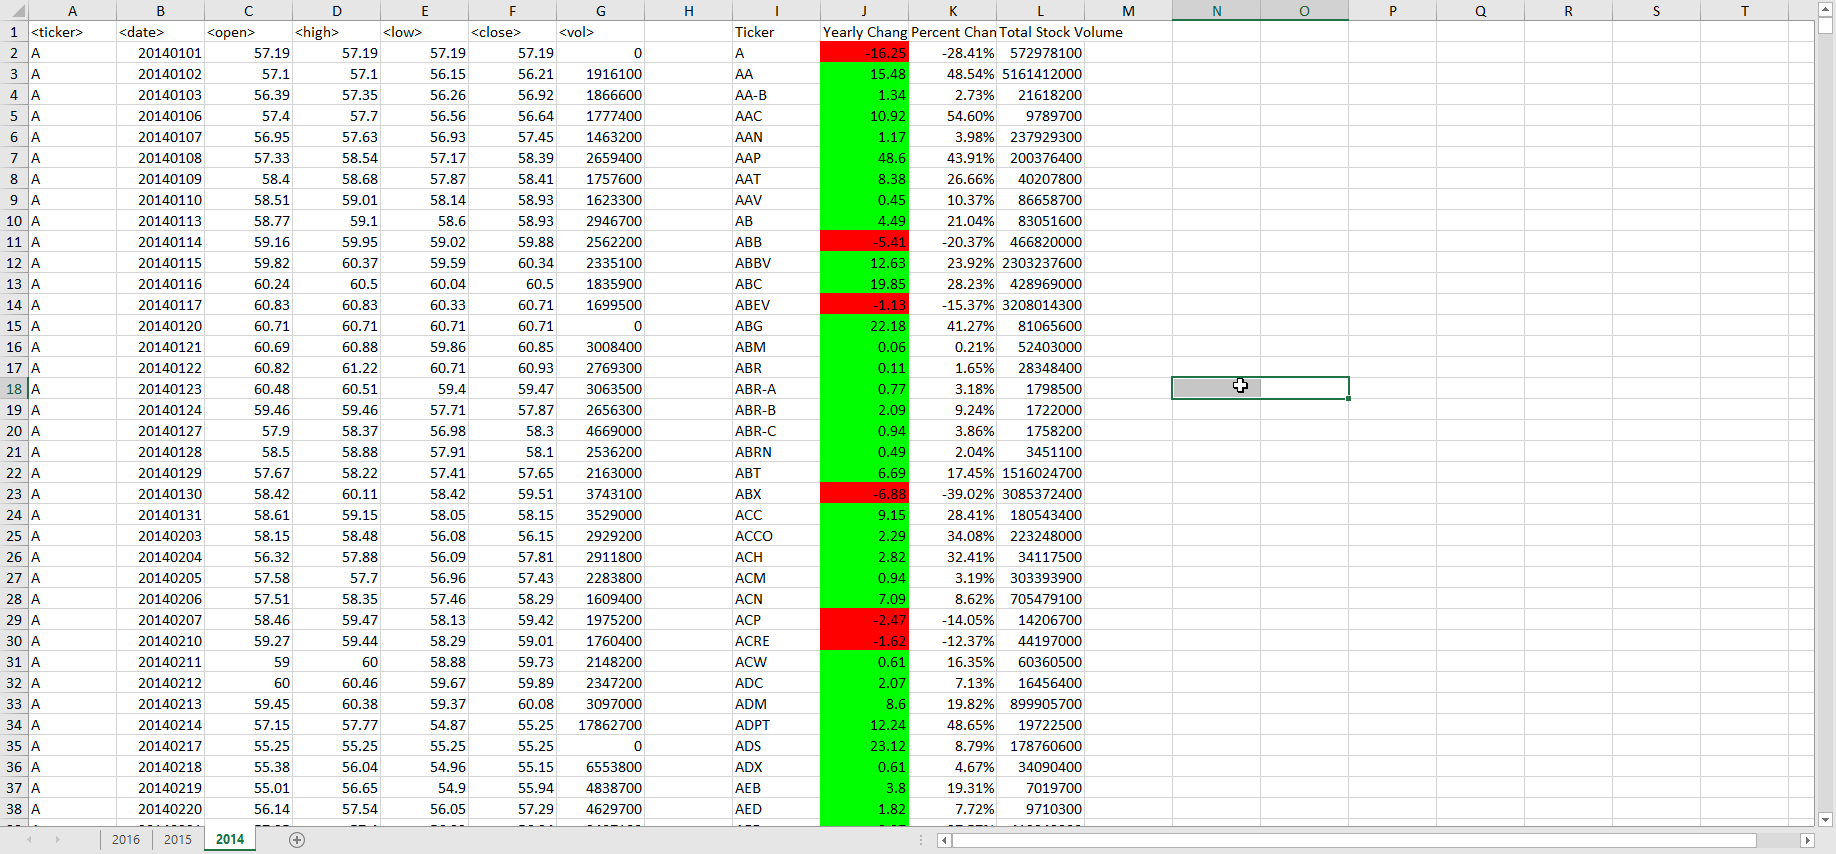 A B C D E F G H I J K L M N O P Q R S T
1 <ticker> <date> <open> <high> <low> <close> <vol> Ticker Yearly Chang Percent Chan Total Stock Volume
2 A 20140101 57.19 57.19 57.19 57.19 0 A -16.25 -28.41% 572978100
3 A 20140102 57.1 57.1 56.15 56.21 1916100 AA 15.48 48.54% 5161412000
4 A 20140103 56.39 57.35 56.26 56.92 1866600 AA-B 1.34 2.73% 21618200
5 A 20140106 57.4 57.7 56.56 56.64 1777400 AAC 10.92 54.60% 9789700
6 A 20140107 56.95 57.63 56.93 57.45 1463200 AAN 1.17 3.98% 237929300
7 A 20140108 57.33 58.54 57.17 58.39 2659400 AAP 48.6 43.91% 200376400
8 A 20140109 58.4 58.68 57.87 58.41 1757600 AAT 8.38 26.66% 40207800
9 A 20140110 58.51 59.01 58.14 58.93 1623300 AAV 0.45 10.37% 86658700
10 A 20140113 58.77 59.1 58.6 58.93 2946700 AB 4.49 21.04% 83051600
11 A 20140114 59.16 59.95 59.02 59.88 2562200 ABB -5.41 -20.37% 466820000
12 A 20140115 59.82 60.37 59.59 60.34 2335100 ABBV 12.63 23.92% 2303237600
13 A 20140116 60.24 60.5 60.04 60.5 1835900 ABC 19.85 28.23% 428969000
14 A 20140117 60.83 60.83 60.33 60.71 1699500 ABEV -1.13 -15.37% 3208014300
15 A 20140120 60.71 60.71 60.71 60.71 0 ABG 22.18 41.27% 81065600
16 A 20140121 60.69 60.88 59.86 60.85 3008400 ABM 0.06 0.21% 52403000
17 A 20140122 60.82 61.22 60.71 60.93 2769300 ABR 0.11 1.65% 28348400
18 A 20140123 60.48 60.51 59.4 59.47 3063500 ABR-A 0.77 3.18% 1798500
19 A 20140124 59.46 59.46 57.71 57.87 2656300 ABR-B 2.09 9.24% 1722000
20 A 20140127 57.9 58.37 56.98 58.3 4669000 ABR-C 0.94 3.86% 1758200
21 A 20140128 58.5 58.88 57.91 58.1 2536200 ABRN 0.49 2.04% 3451100
22 A 20140129 57.67 58.22 57.41 57.65 2163000 ABT 6.69 17.45% 1516024700
23 A 20140130 58.42 60.11 58.42 59.51 3743100 ABX -6.88 -39.02% 3085372400
24 A 20140131 58.61 59.15 58.05 58.15 3529000 ACC 9.15 28.41% 180543400
25 A 20140203 58.15 58.48 56.08 56.15 2929200 ACCO 2.29 34.08% 223248000
26 A 20140204 56.32 57.88 56.09 57.81 2911800 ACH 2.82 32.41% 34117500
27 A 20140205 57.58 57.7 56.96 57.43 2283800 ACM 0.94 3.19% 303393900
28 A 20140206 57.51 58.35 57.46 58.29 1609400 ACN 7.09 8.62% 705479100
29 A 20140207 58.46 59.47 58.13 59.42 1975200 ACP -2.47 -14.05% 14206700
30 A 20140210 59.27 59.44 58.29 59.01 1760400 ACRE -1.62 -12.37% 44197000
31 A 20140211 59 60 58.88 59.73 2148200 ACW 0.61 16.35% 60360500
32 A 20140212 60 60.46 59.67 59.89 2347200 ADC 2.07 7.13% 16456400
33 A 20140213 59.45 60.38 59.37 60.08 3097000 ADM 8.6 19.82% 899905700
34 A 20140214 57.15 57.77 54.87 55.25 17862700 ADPT 12.24 48.65% 19722500
35 A 20140217 55.25 55.25 55.25 55.25 0 ADS 23.12 8.79% 178760600
36 A 20140218 55.38 56.04 54.96 55.15 6553800 ADX 0.61 4.67% 34090400
37 A 20140219 55.01 56.65 54.9 55.94 4838700 AEB 3.8 19.31% 7019700
38 A 20140220 56.14 57.54 56.05 57.29 4629700 AED 1.82 7.72% 9710300
2016 2015 2014